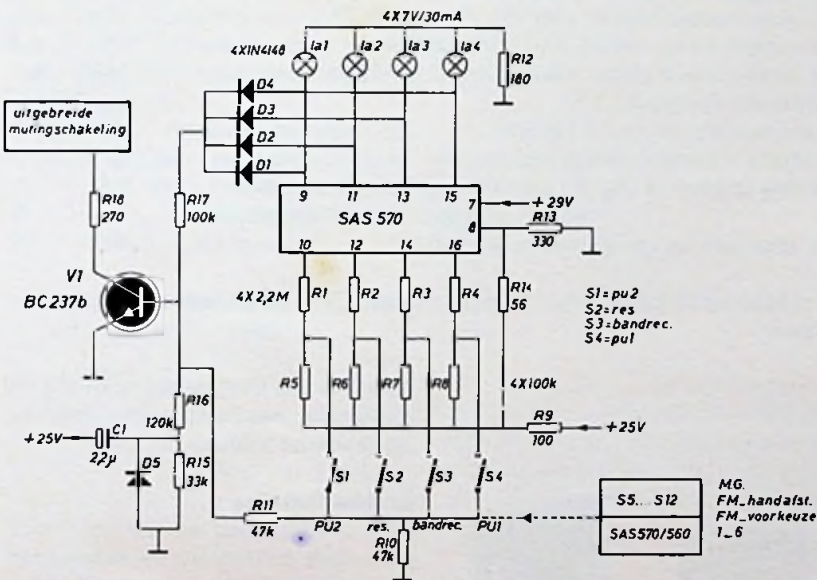 4X7V/30mA
4X1N4148
la1
la2
la3
la4
R12
180
D4
D3
D2
D1
uitgebreide
mutingschakeling
R18
270
R17
100k
9
11
13
15
7
+29V
SAS 570
8
R13
330
10
12
14
16
V1
BC237b
4X2,2M
R1
R2
R3
R4
R14
56
S1=pu2
S2=res
S3=bandrec.
S4=pu1
R5
R6
R7
R8
4X100k
R16
120k
R9
100
+25V
+25V
C1
2,2µ
D5
R15
33k
S1
S2
S3
S4
R11
47k
PU2
res.
bandrec.
PU1
R10
47k
S5....S12
SAS570/560
M.G.
FM_handafst.
FM_voorkeuze
1_6